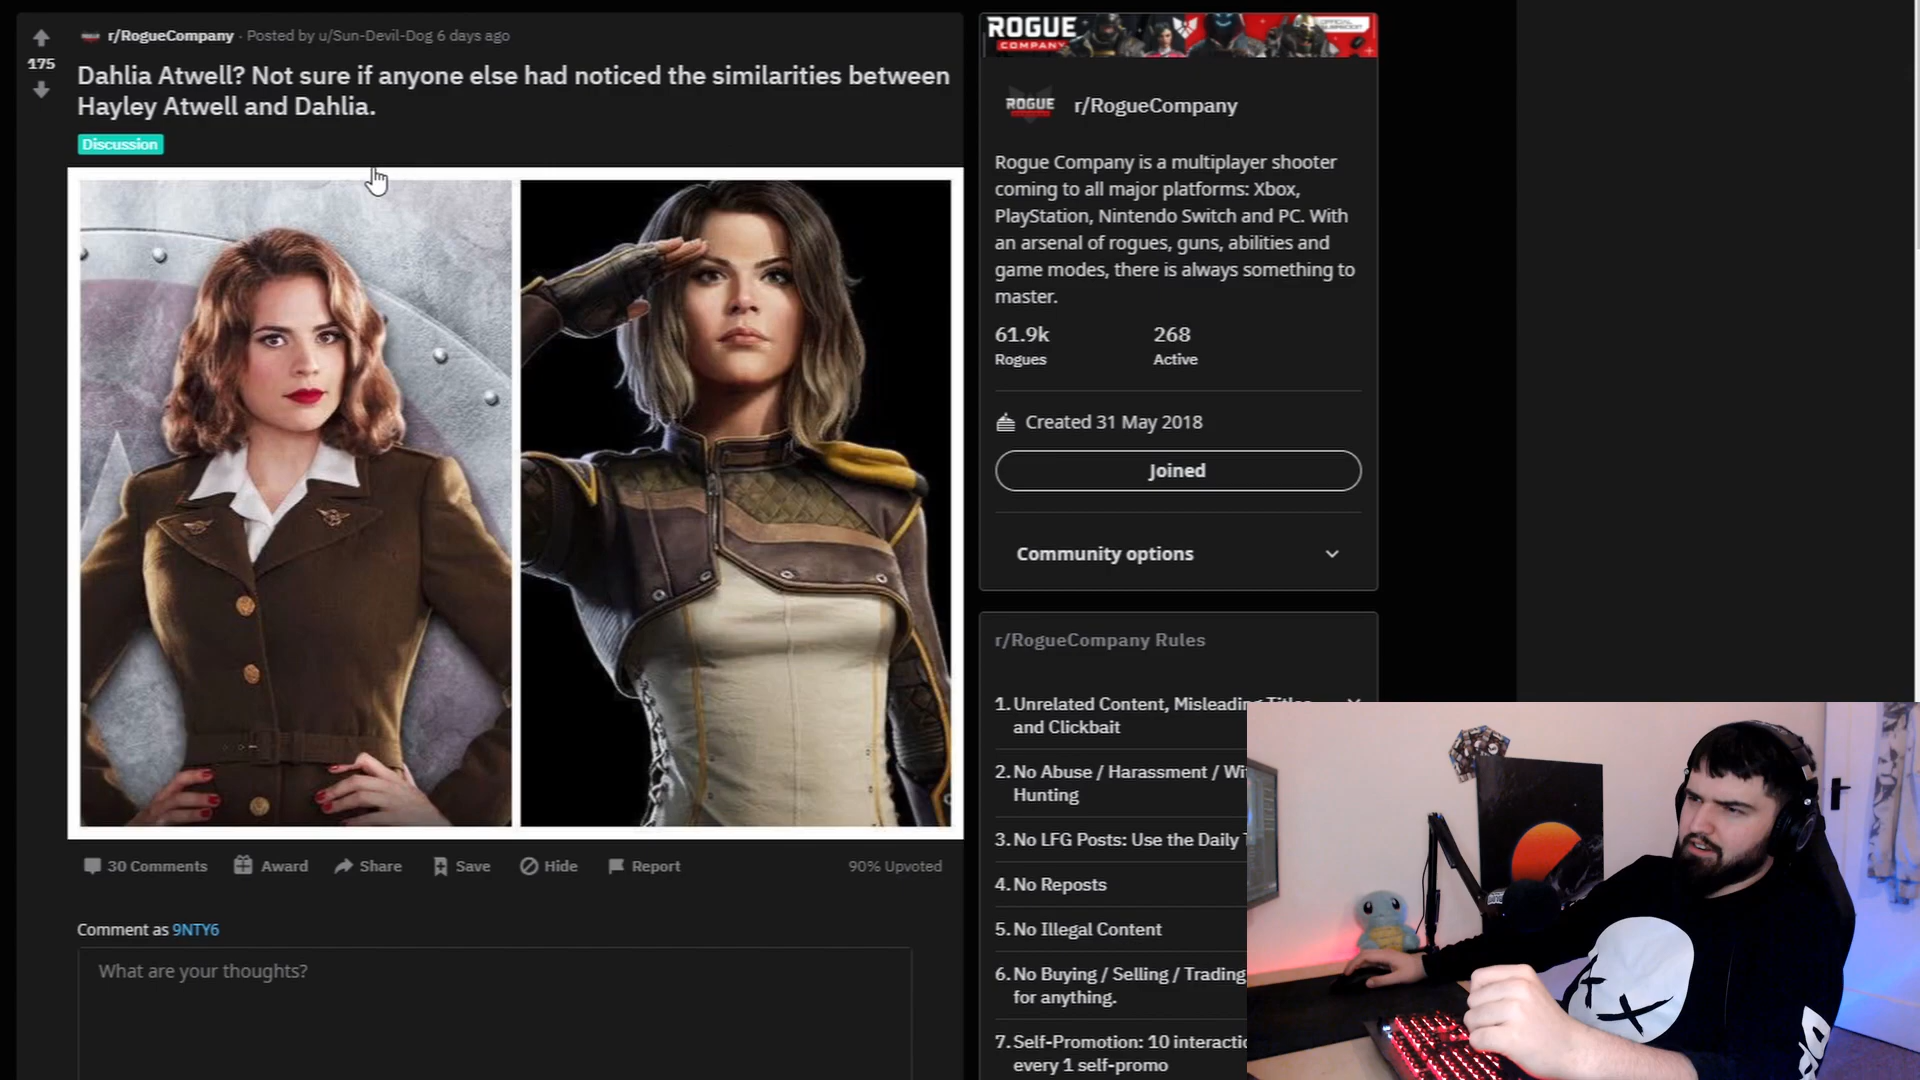 r/RogueCompany · Posted by u/Sun-Devil-Dog 6 days ago
175
Dahlia Atwell? Not sure if anyone else had noticed the similarities between
Hayley Atwell and Dahlia.
Discussion
30 Comments Award Share Save Hide Report 90% Upvoted
Comment as 9NTY6
What are your thoughts?
ROGUE
COMPANY
r/RogueCompany
ROGUE
Rogue Company is a multiplayer shooter
coming to all major platforms: Xbox,
PlayStation, Nintendo Switch and PC. With
an arsenal of rogues, guns, abilities and
game modes, there is always something to
master.
61.9k 268
Rogues Active
Created 31 May 2018
Joined
Community options
r/RogueCompany Rules
1. Unrelated Content, Misleading Titles
and Clickbait
2. No Abuse / Harassment / Wi
Hunting
3. No LFG Posts: Use the Daily
4. No Reposts
5. No Illegal Content
6. No Buying / Selling / Trading
for anything.
7. Self-Promotion: 10 interactio
every 1 self-promo